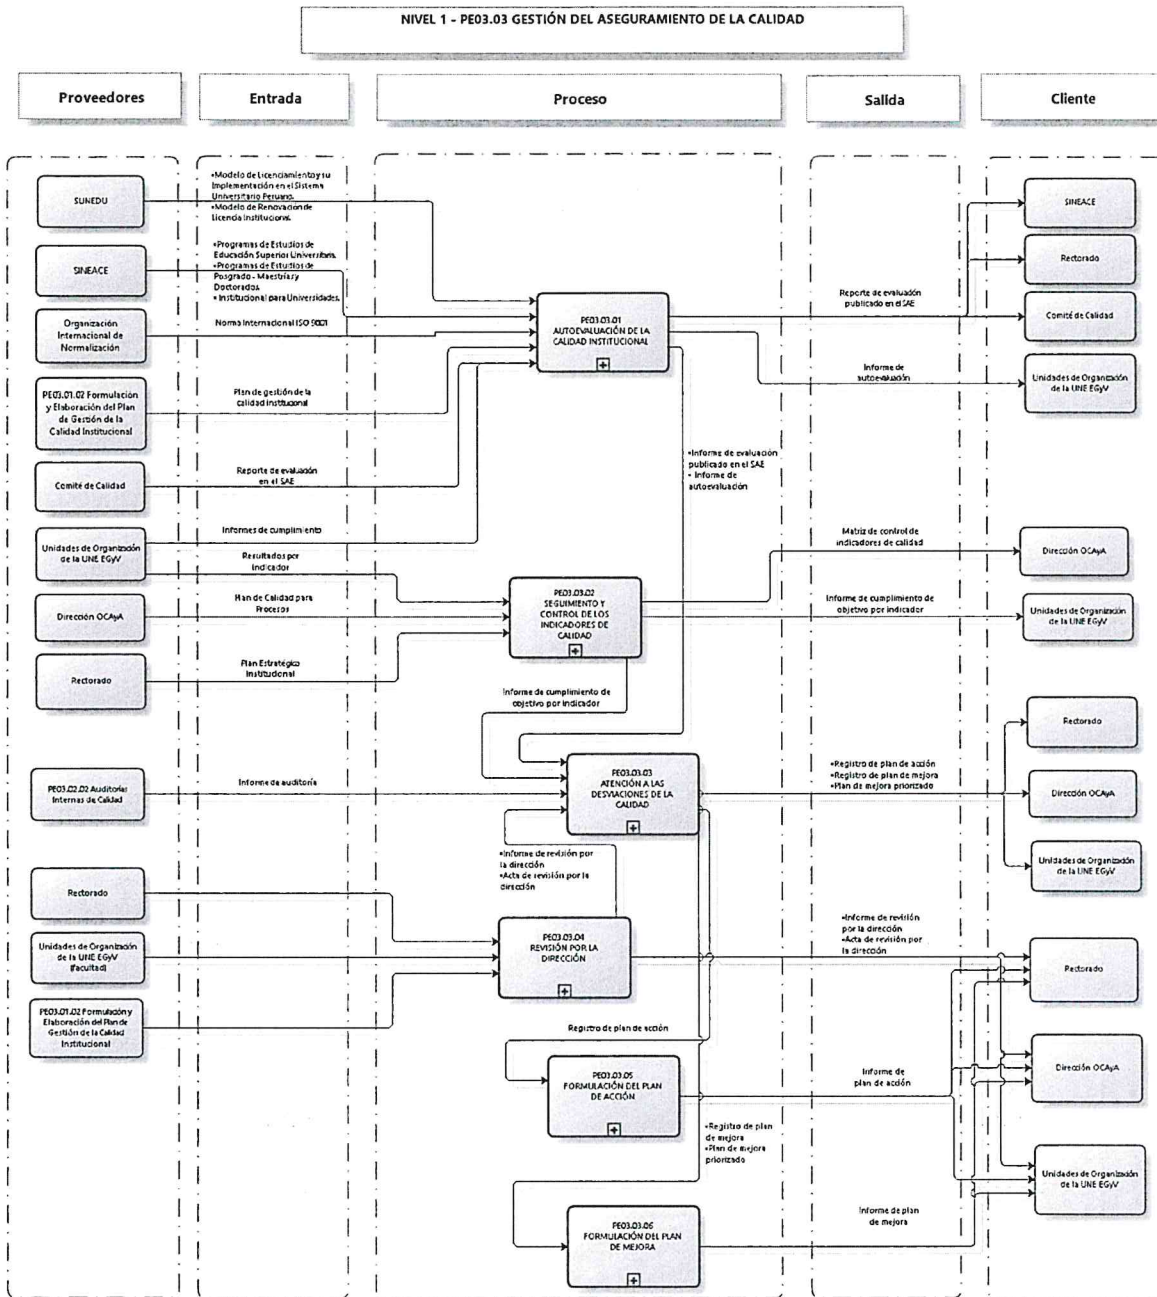 NIVEL 1 - PE03.03 GESTIÓN DEL ASEGURAMIENTO DE LA CALIDAD
Proveedores
Entrada
Proceso
Salida
Cliente
SUNEDU
SINEACE
Organización
Internacional de
Normalización
PE03.01.02 Formulación
y Elaboración del Plan
de Gestión de la
Calidad Institucional
Comité de Calidad
Unidades de Organización
de la UNE EGyV
Dirección OCAyA
Rectorado
PE03.02.02 Auditorías
Internas de Calidad
Rectorado
Unidades de Organización
de la UNE EGyV
(facultad)
PE03.01.02 Formulación y
Elaboración del Plan de
Gestión de la Calidad
Institucional
•Modelo de Licenciamiento y su
Implementación en el Sistema
Universitario Peruano.
•Modelo de Renovación de
Licencia Institucional.
•Programas de Estudios de
Educación Superior Universitaria.
•Programas de Estudios de
Posgrado - Maestrías y
Doctorados.
• Institucional para Universidades.
Norma Internacional ISO 9001
Plan de gestión de la
calidad institucional
Reporte de evaluación
en el SAE
Informes de cumplimiento
Resultados por
indicador
Plan de Calidad para
Procesos
Plan Estratégico
Institucional
Informe de auditoría
PE03.03.01
AUTOEVALUACIÓN DE LA
CALIDAD INSTITUCIONAL
•Informe de evaluación
publicado en el SAE
• Informe de
autoevaluación
PE03.03.02
SEGUIMIENTO Y
CONTROL DE LOS
INDICADORES DE
CALIDAD
Informe de cumplimiento de
objetivo por indicador
PE03.03.03
ATENCIÓN A LAS
DESVIACIONES DE LA
CALIDAD
•Informe de revisión por
la dirección
•Acta de revisión por la
dirección
PE03.03.04
REVISIÓN POR LA
DIRECCIÓN
Registro de plan de acción
PE03.03.05
FORMULACIÓN DEL PLAN
DE ACCIÓN
•Registro de plan
de mejora
•Plan de mejora
priorizado
PE03.03.06
FORMULACIÓN DEL PLAN
DE MEJORA
Reporte de evaluación
publicado en el SAE
Informe de
autoevaluación
Matriz de control de
indicadores de calidad
Informe de cumplimiento de
objetivo por indicador
•Registro de plan de acción
•Registro de plan de mejora
•Plan de mejora priorizado
•Informe de revisión
por la dirección
•Acta de revisión por
la dirección
Informe de
plan de acción
Informe de plan
de mejora
SINEACE
Rectorado
Comité de Calidad
Unidades de Organización
de la UNE EGyV
Dirección OCAyA
Unidades de Organización
de la UNE EGyV
Rectorado
Dirección OCAyA
Unidades de Organización
de la UNE EGyV
Rectorado
Dirección OCAyA
Unidades de Organización
de la UNE EGyV